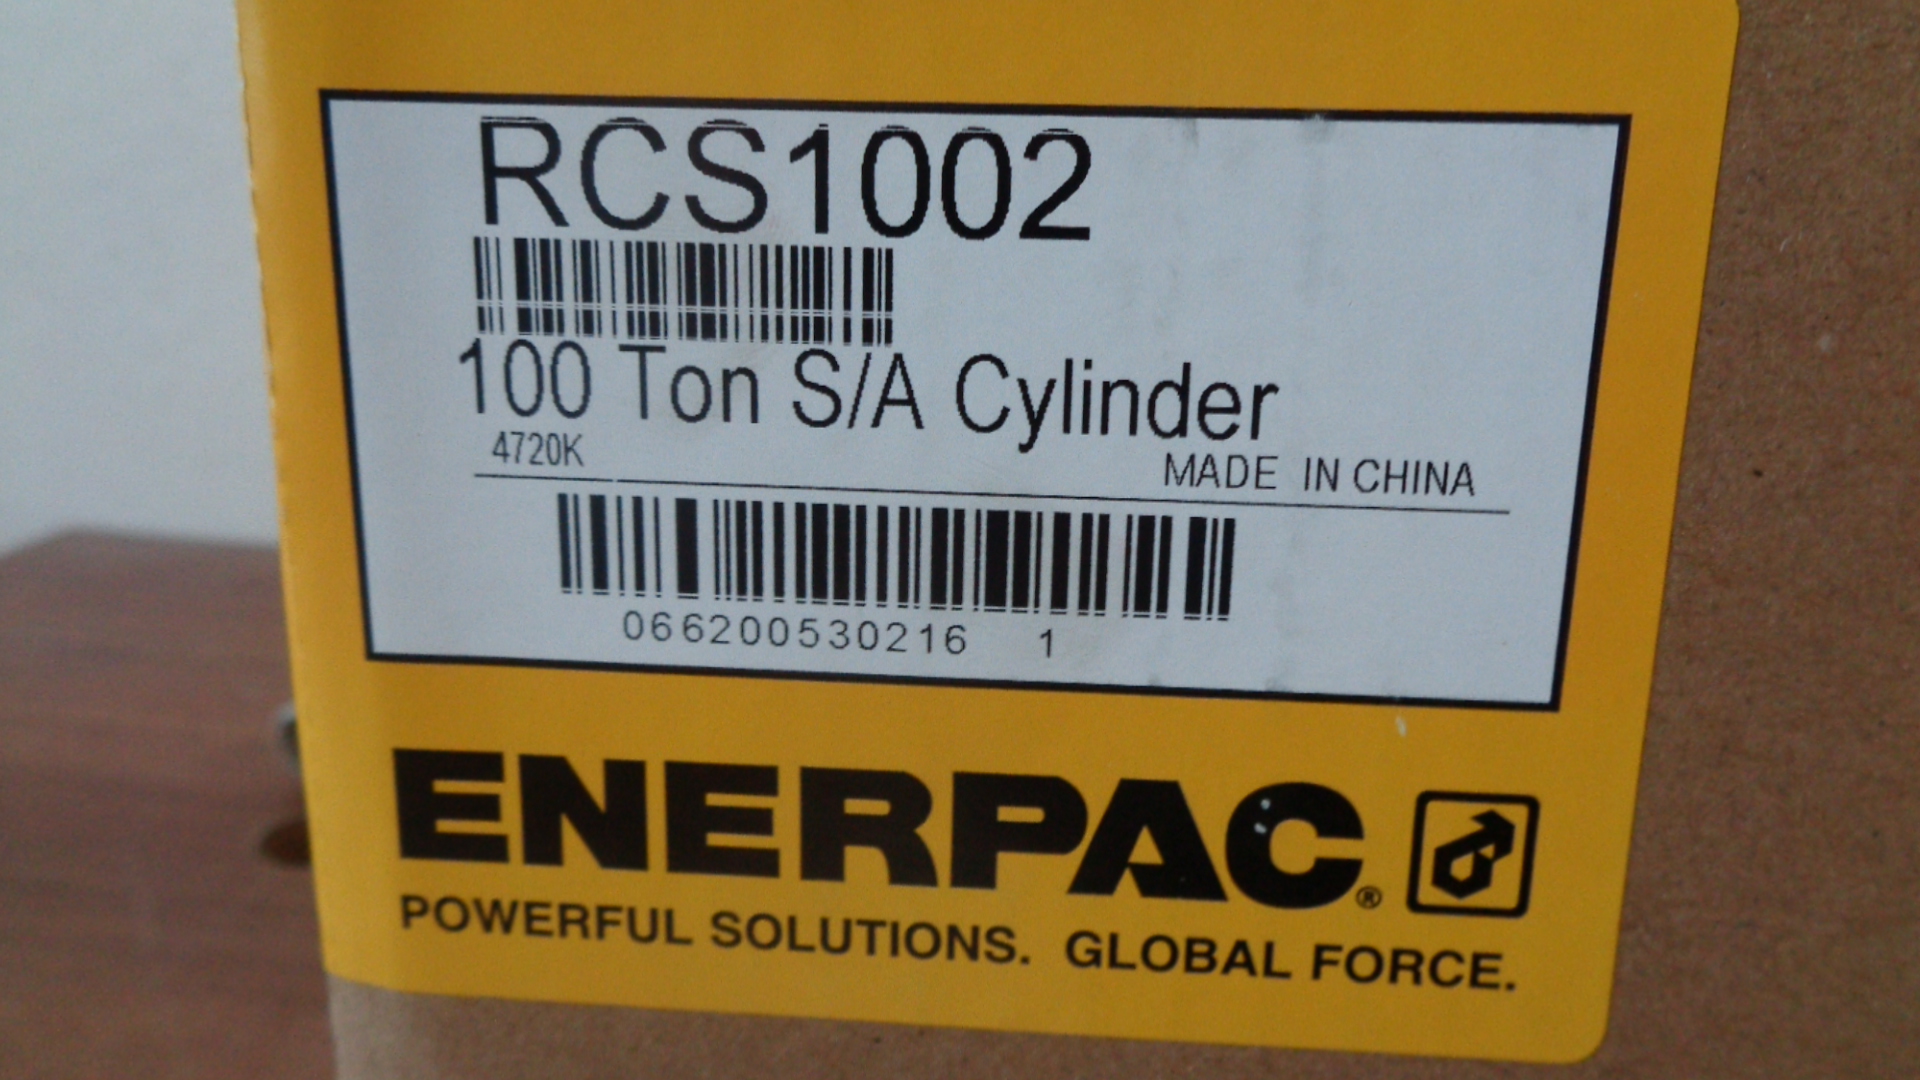 RCS1002
100 Ton S/A Cylinder
4720K MADE IN CHINA
066200530216 1
ENERPAC®
POWERFUL SOLUTIONS. GLOBAL FORCE.